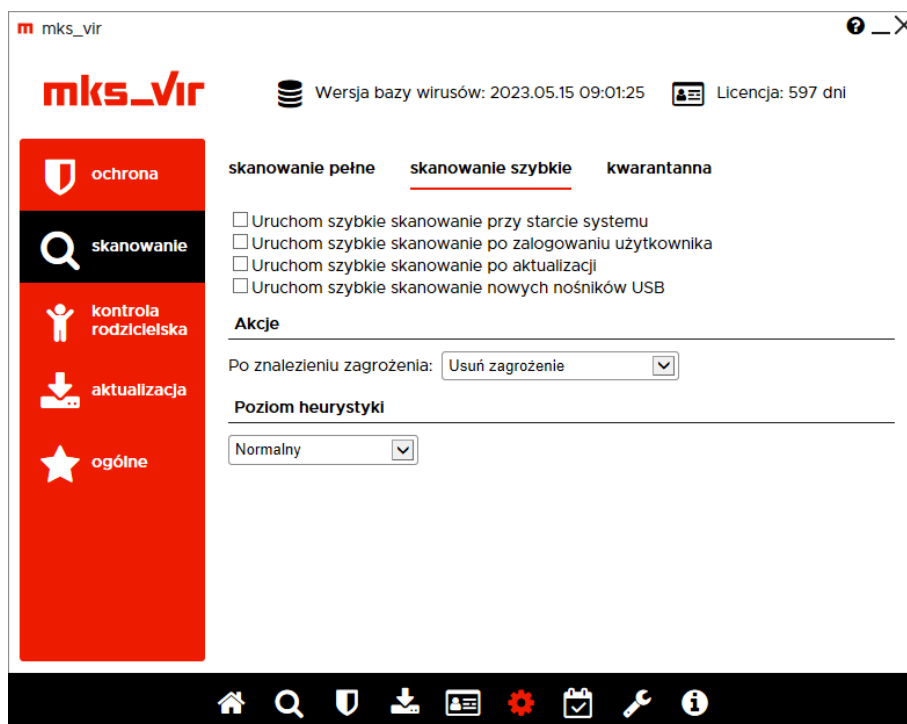 mks_vir
mks_vir
Wersja bazy wirusów: 2023.05.15 09:01:25
Licencja: 597 dni
ochrona
skanowanie
kontrola
rodzicielska
aktualizacja
ogólne
skanowanie pełne
skanowanie szybkie
kwarantanna
Uruchom szybkie skanowanie przy starcie systemu
Uruchom szybkie skanowanie po zalogowaniu użytkownika
Uruchom szybkie skanowanie po aktualizacji
Uruchom szybkie skanowanie nowych nośników USB
Akcje
Po znalezieniu zagrożenia: Usuń zagrożenie
Poziom heurystyki
Normalny